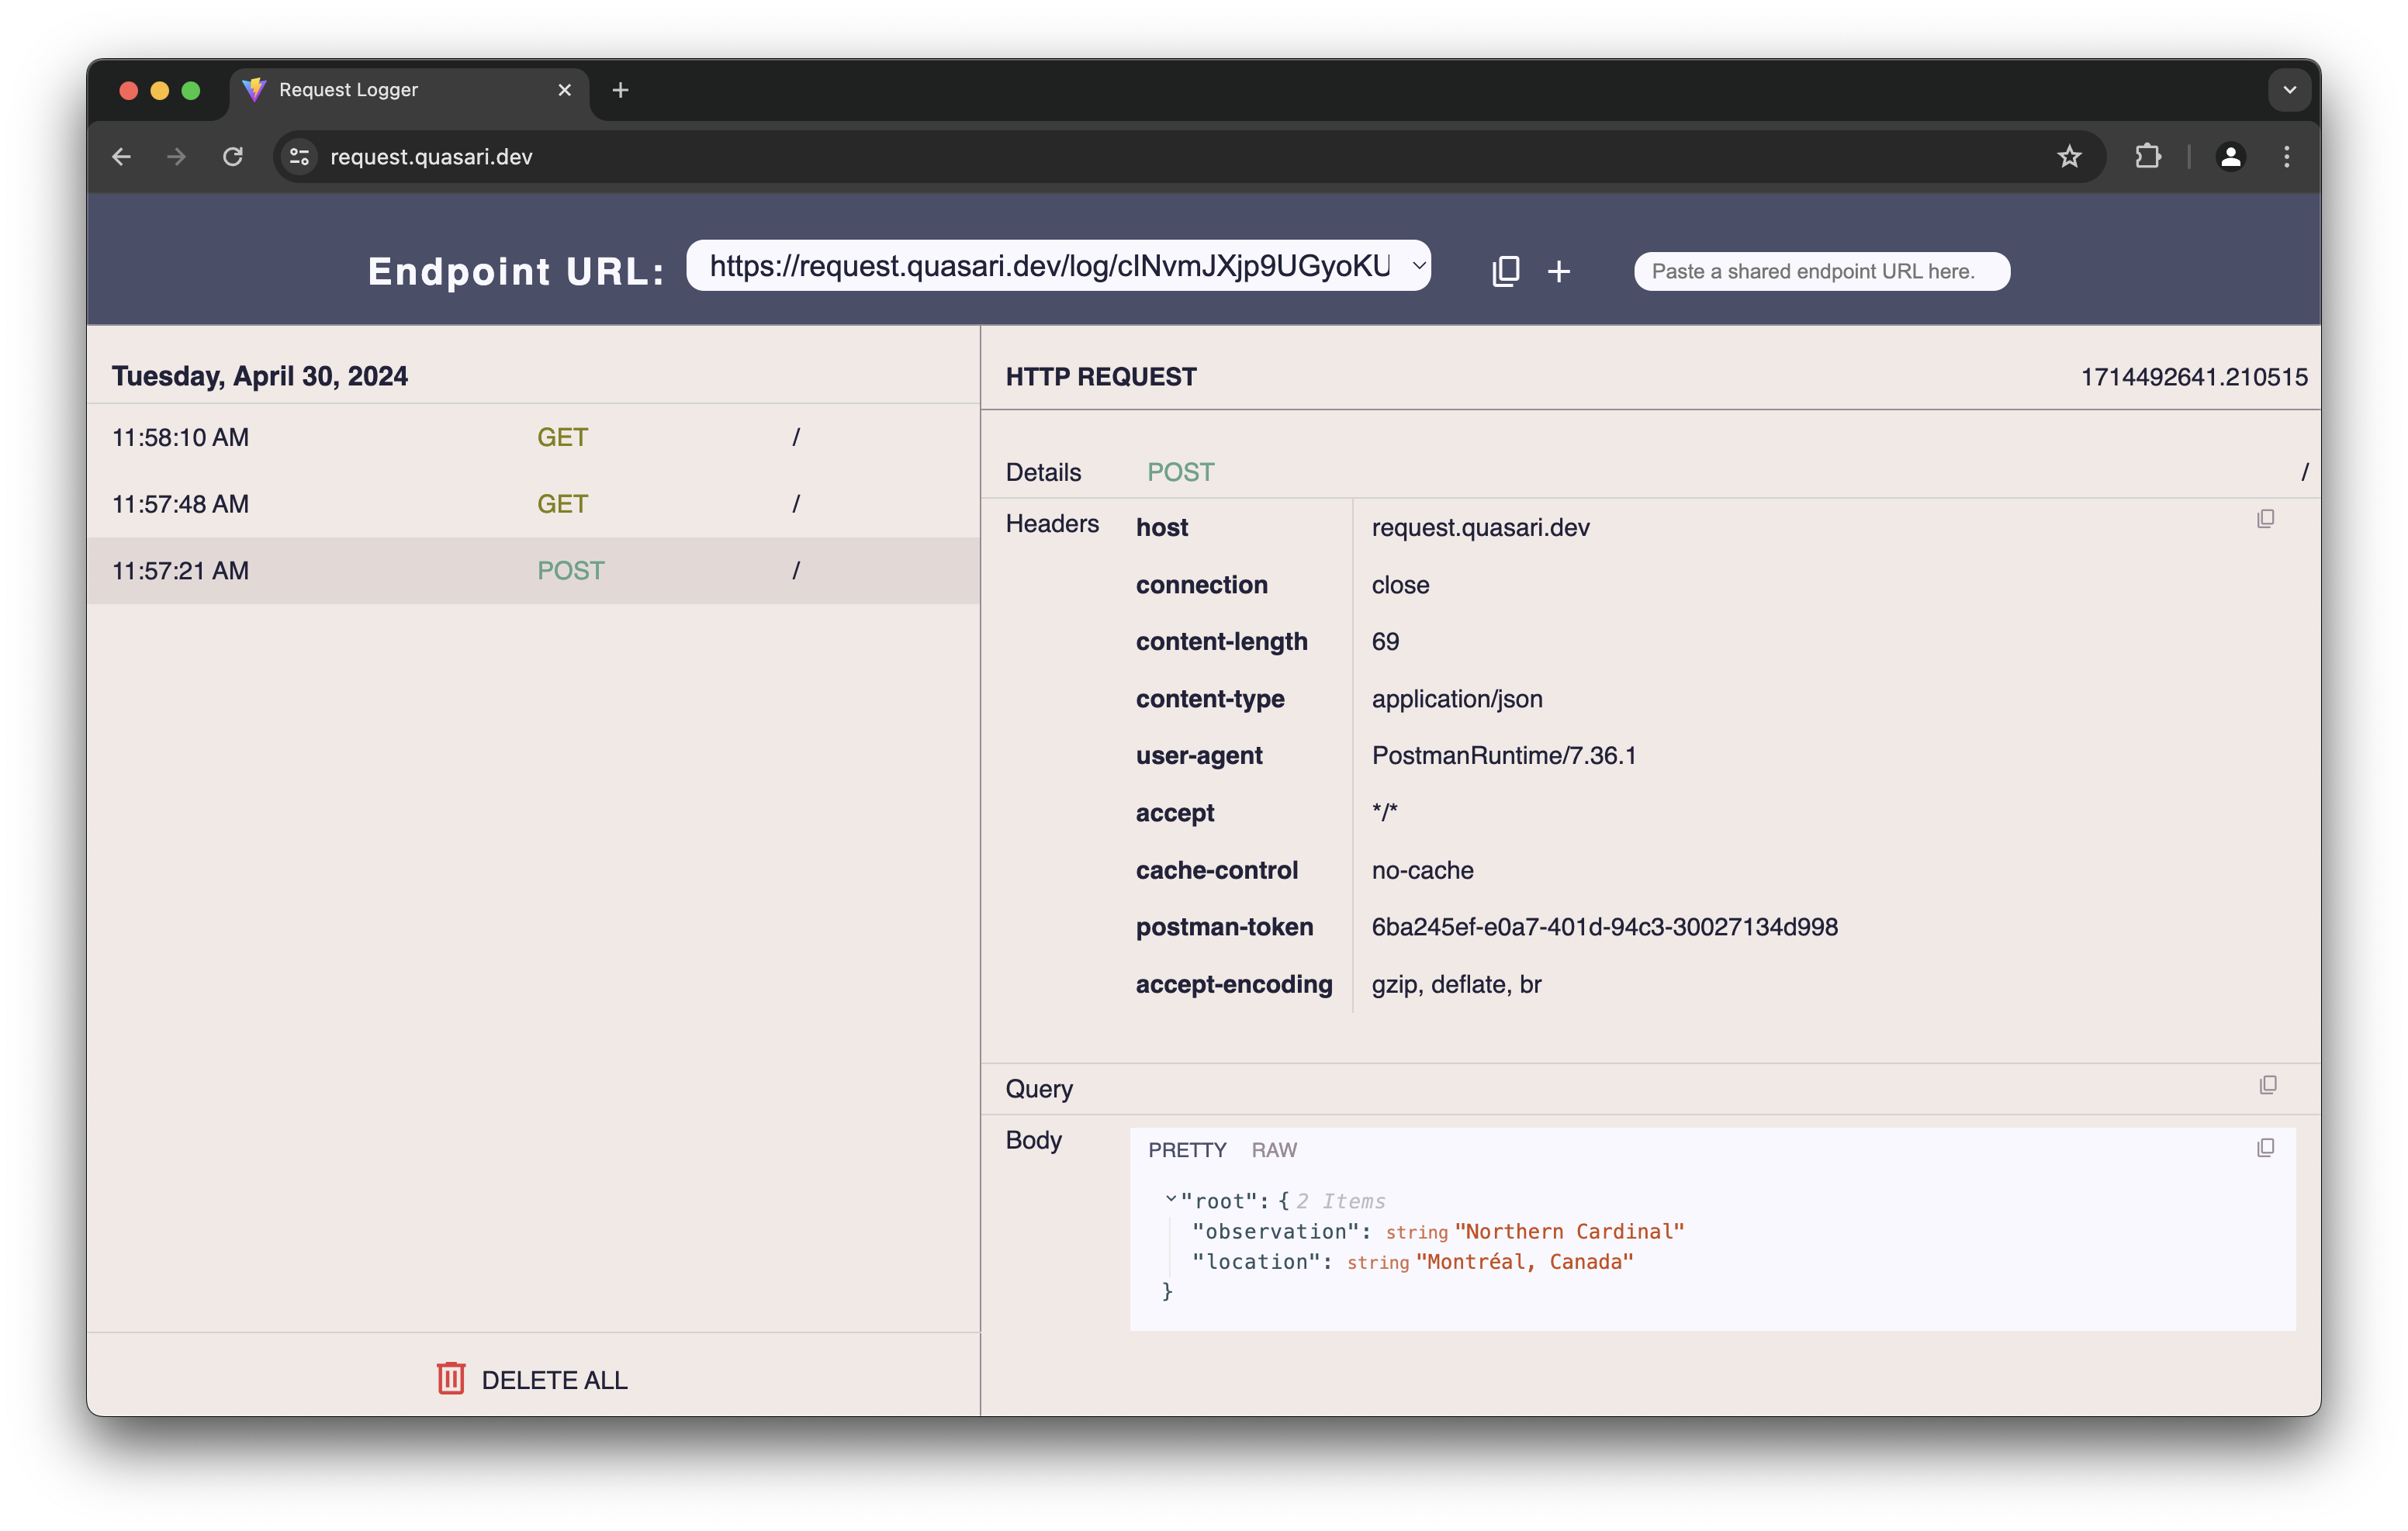 Request Logger
request.quasari.dev
Endpoint URL: https://request.quasari.dev/log/cINvmJXjp9UGyoKU
Paste a shared endpoint URL here.
Tuesday, April 30, 2024
11:58:10 AM GET /
11:57:48 AM GET /
11:57:21 AM POST /
DELETE ALL
HTTP REQUEST 1714492641.210515
Details POST /
Headers host request.quasari.dev
connection close
content-length 69
content-type application/json
user-agent PostmanRuntime/7.36.1
accept */*
cache-control no-cache
postman-token 6ba245ef-e0a7-401d-94c3-30027134d998
accept-encoding gzip, deflate, br
Query
Body PRETTY RAW
"root": { 2 Items
"observation": string "Northern Cardinal"
"location": string "Montréal, Canada"
}